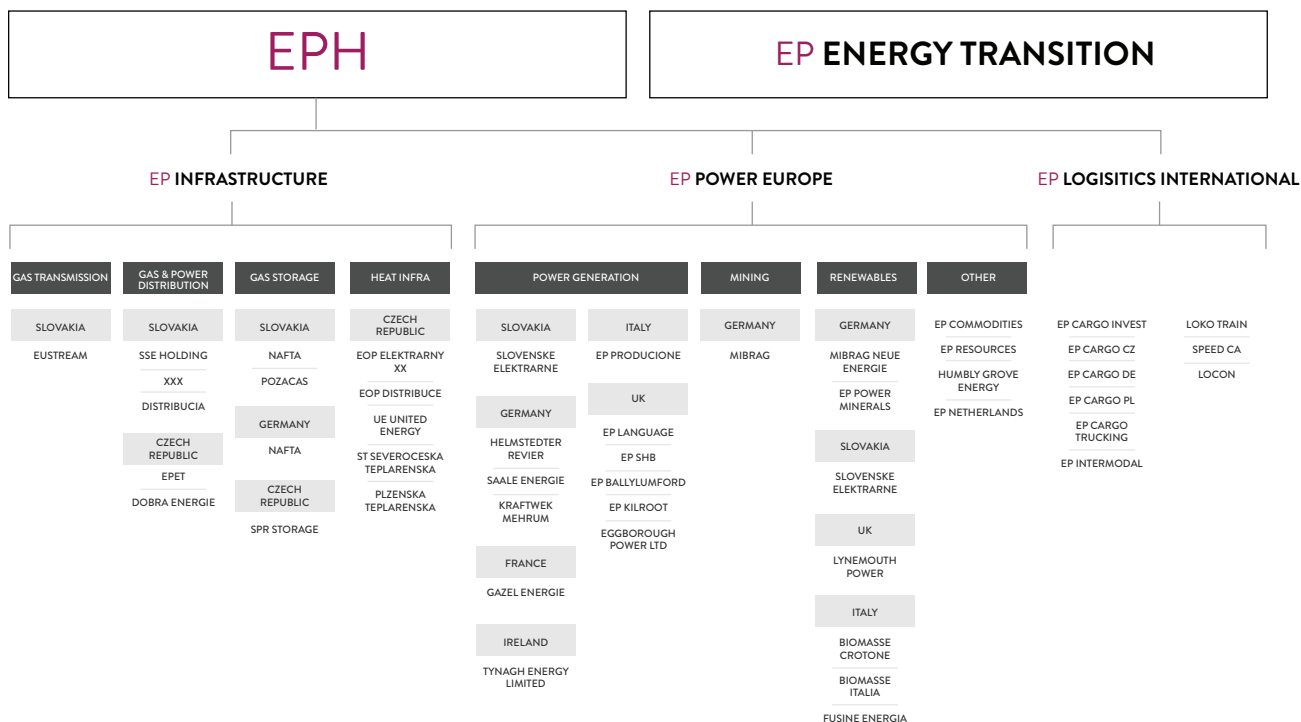 EPH
EP ENERGY TRANSITION
EP INFRASTRUCTURE
EP POWER EUROPE
EP LOGISITICS INTERNATIONAL
GAS TRANSMISSION
SLOVAKIA
EUSTREAM
GAS & POWER
DISTRIBUTION
SLOVAKIA
SSE HOLDING
XXX
DISTRIBUCIA
CZECH
REPUBLIC
EPET
DOBRA ENERGIE
GAS STORAGE
SLOVAKIA
NAFTA
POZACAS
GERMANY
NAFTA
CZECH
REPUBLIC
SPR STORAGE
HEAT INFRA
CZECH
REPUBLIC
EOP ELEKTRARNY
XX
EOP DISTRIBUCE
UE UNITED
ENERGY
ST SEVEROCESKA
TEPLARENSKA
PLZENSKA
TEPLARENSKA
POWER GENERATION
SLOVAKIA
SLOVENSKE
ELEKTRARNE
GERMANY
HELMSTEDTER
REVIER
SAALE ENERGIE
KRAFTWEK
MEHRUM
FRANCE
GAZEL ENERGIE
IRELAND
TYNAGH ENERGY
LIMITED
ITALY
EP PRODUCIONE
UK
EP LANGUAGE
EP SHB
EP BALLYLUMFORD
EP KILROOT
EGGBOROUGH
POWER LTD
MINING
GERMANY
MIBRAG
RENEWABLES
GERMANY
MIBRAG NEUE
ENERGIE
EP POWER
MINERALS
SLOVAKIA
SLOVENSKE
ELEKTRARNE
UK
LYNEMOUTH
POWER
ITALY
BIOMASSE
CROTONE
BIOMASSE
ITALIA
FUSINE ENERGIA
OTHER
EP COMMODITIES
EP RESOURCES
HUMBLY GROVE
ENERGY
EP NETHERLANDS
EP CARGO INVEST
EP CARGO CZ
EP CARGO DE
EP CARGO PL
EP CARGO
TRUCKING
EP INTERMODAL
LOKO TRAIN
SPEED CA
LOCON